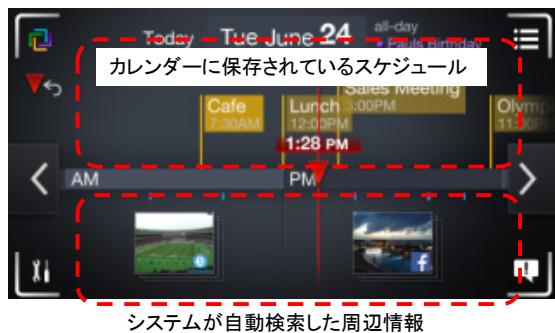 Today Tue June 24 all-day
Pauls Birthday
カレンダーに保存されているスケジュール
Sales Meeting
3:00PM
Cafe
7:30AM
Lunch
12:00PM
1:28 PM
AM
PM
システムが自動検索した周辺情報